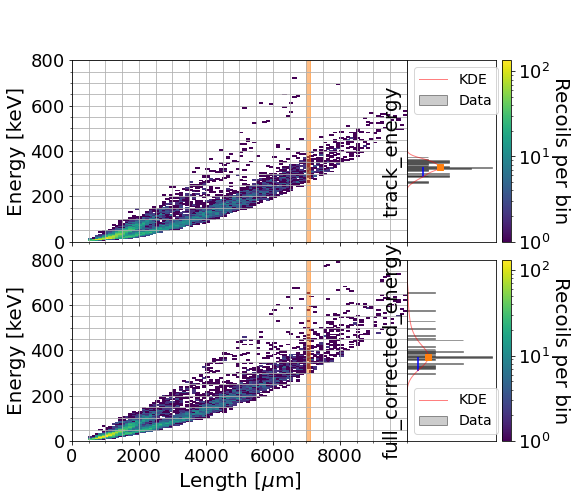 800
600
400
200
0
Energy [keV]
track_energy
KDE
Data
10²
10¹
10⁰
Recoils per bin
800
600
400
200
0
Energy [keV]
full_corrected_energy
KDE
Data
10²
10¹
10⁰
Recoils per bin
0
2000
4000
6000
8000
Length [μm]